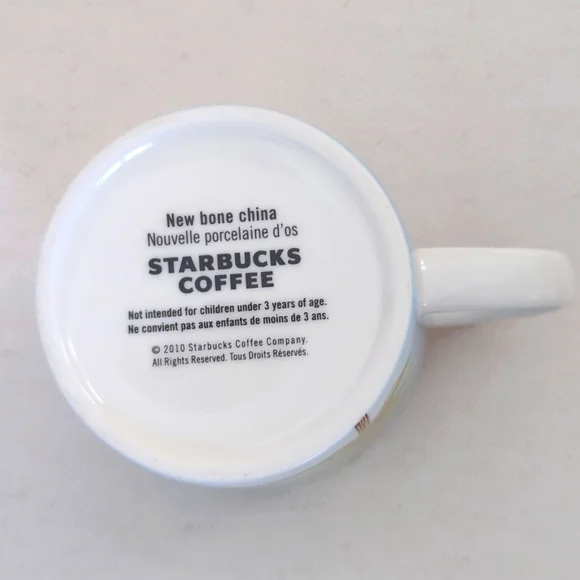 New bone china
Nouvelle porcelaine d'os
STARBUCKS
COFFEE
Not intended for children under 3 years of age.
Ne convient pas aux enfants de moins de 3 ans.
© 2010 Starbucks Coffee Company.
All Rights Reserved. Tous Droits Réservés.